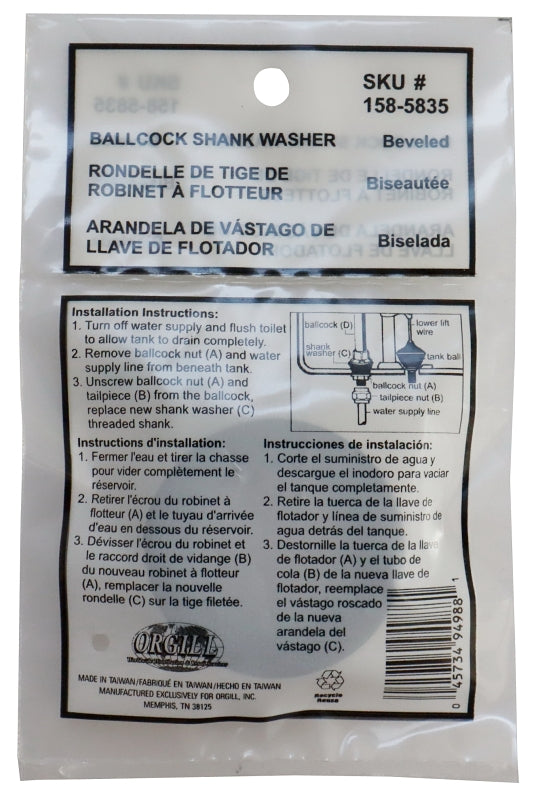 SKU #
158-5835
BALLCOCK SHANK WASHER Beveled
RONDELLE DE TIGE DE
ROBINET À FLOTTEUR Biseautée
ARANDELA DE VÁSTAGO DE
LLAVE DE FLOTADOR Biselada
Installation Instructions:
1. Turn off water supply and flush toilet
to allow tank to drain completely.
2. Remove ballcock nut (A) and water
supply line from beneath tank.
3. Unscrew ballcock nut (A) and
tailpiece (B) from the ballcock,
replace new shank washer (C)
threaded shank.
ballcock (D)
lower lift
wire
shank
washer (C)
tank ball
ballcock nut (A)
tailpiece nut (B)
water supply line
Instructions d'installation:
1. Fermer l'eau et tirer la chasse
pour vider complètement le
réservoir.
2. Retirer l'écrou du robinet à
flotteur (A) et le tuyau d'arrivée
d'eau en dessous du réservoir.
3. Dévisser l'écrou du robinet et
le raccord droit de vidange (B)
du nouveau robinet à flotteur
(A), remplacer la nouvelle
rondelle (C) sur la tige filetée.
Instrucciones de instalación:
1. Corte el suministro de agua y
descargue el inodoro para vaciar
el tanque completamente.
2. Retire la tuerca de la llave de
flotador y línea de suministro de
agua detrás del tanque.
3. Destornille la tuerca de la llave
de flotador (A) y el tubo de
cola (B) de la nueva llave de
flotador, reemplace
el vástago roscado
de la nueva
arandela del
vástago (C).
ORGILL
MADE IN TAIWAN/FABRIQUÉ EN TAIWAN/HECHO EN TAIWAN
MANUFACTURED EXCLUSIVELY FOR ORGILL, INC.
MEMPHIS, TN 38125
Recycle
Reuse
0 45734 94988 1